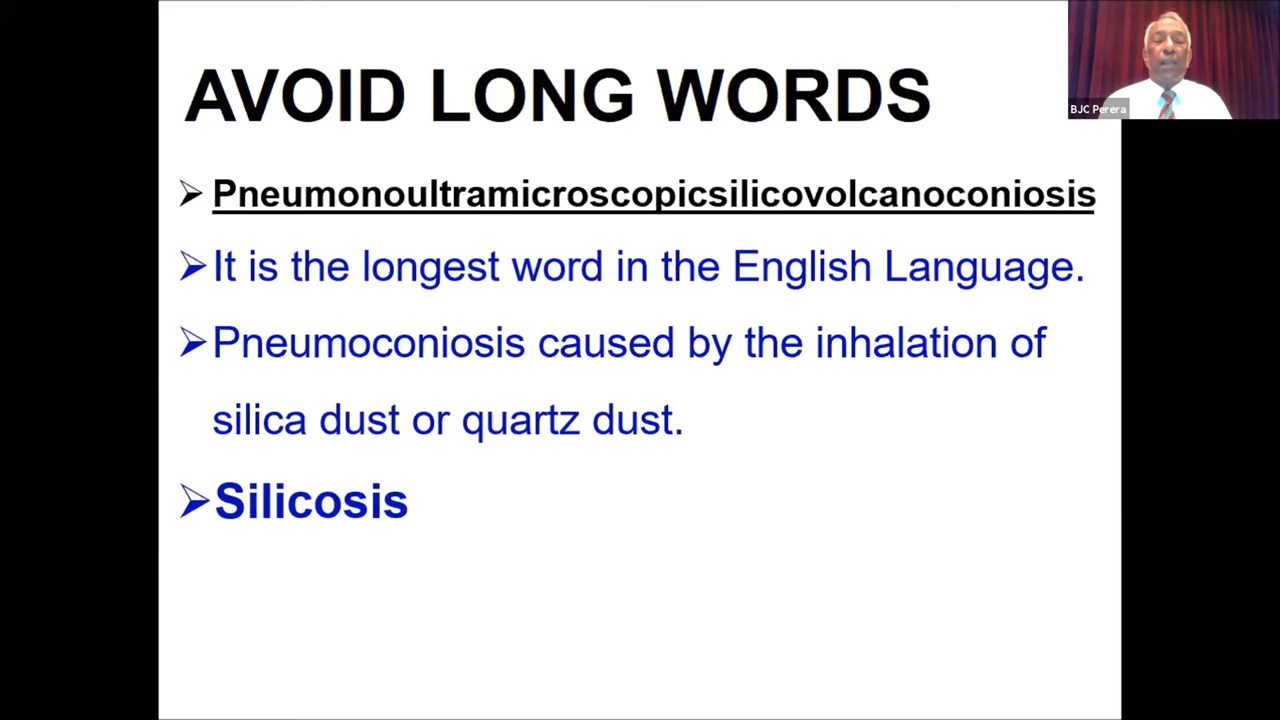 AVOID LONG WORDS
BJC Perera
➢ Pneumonoultramicroscopicsilicovolcanoconiosis
➢ It is the longest word in the English Language.
➢ Pneumoconiosis caused by the inhalation of
silica dust or quartz dust.
➢ Silicosis